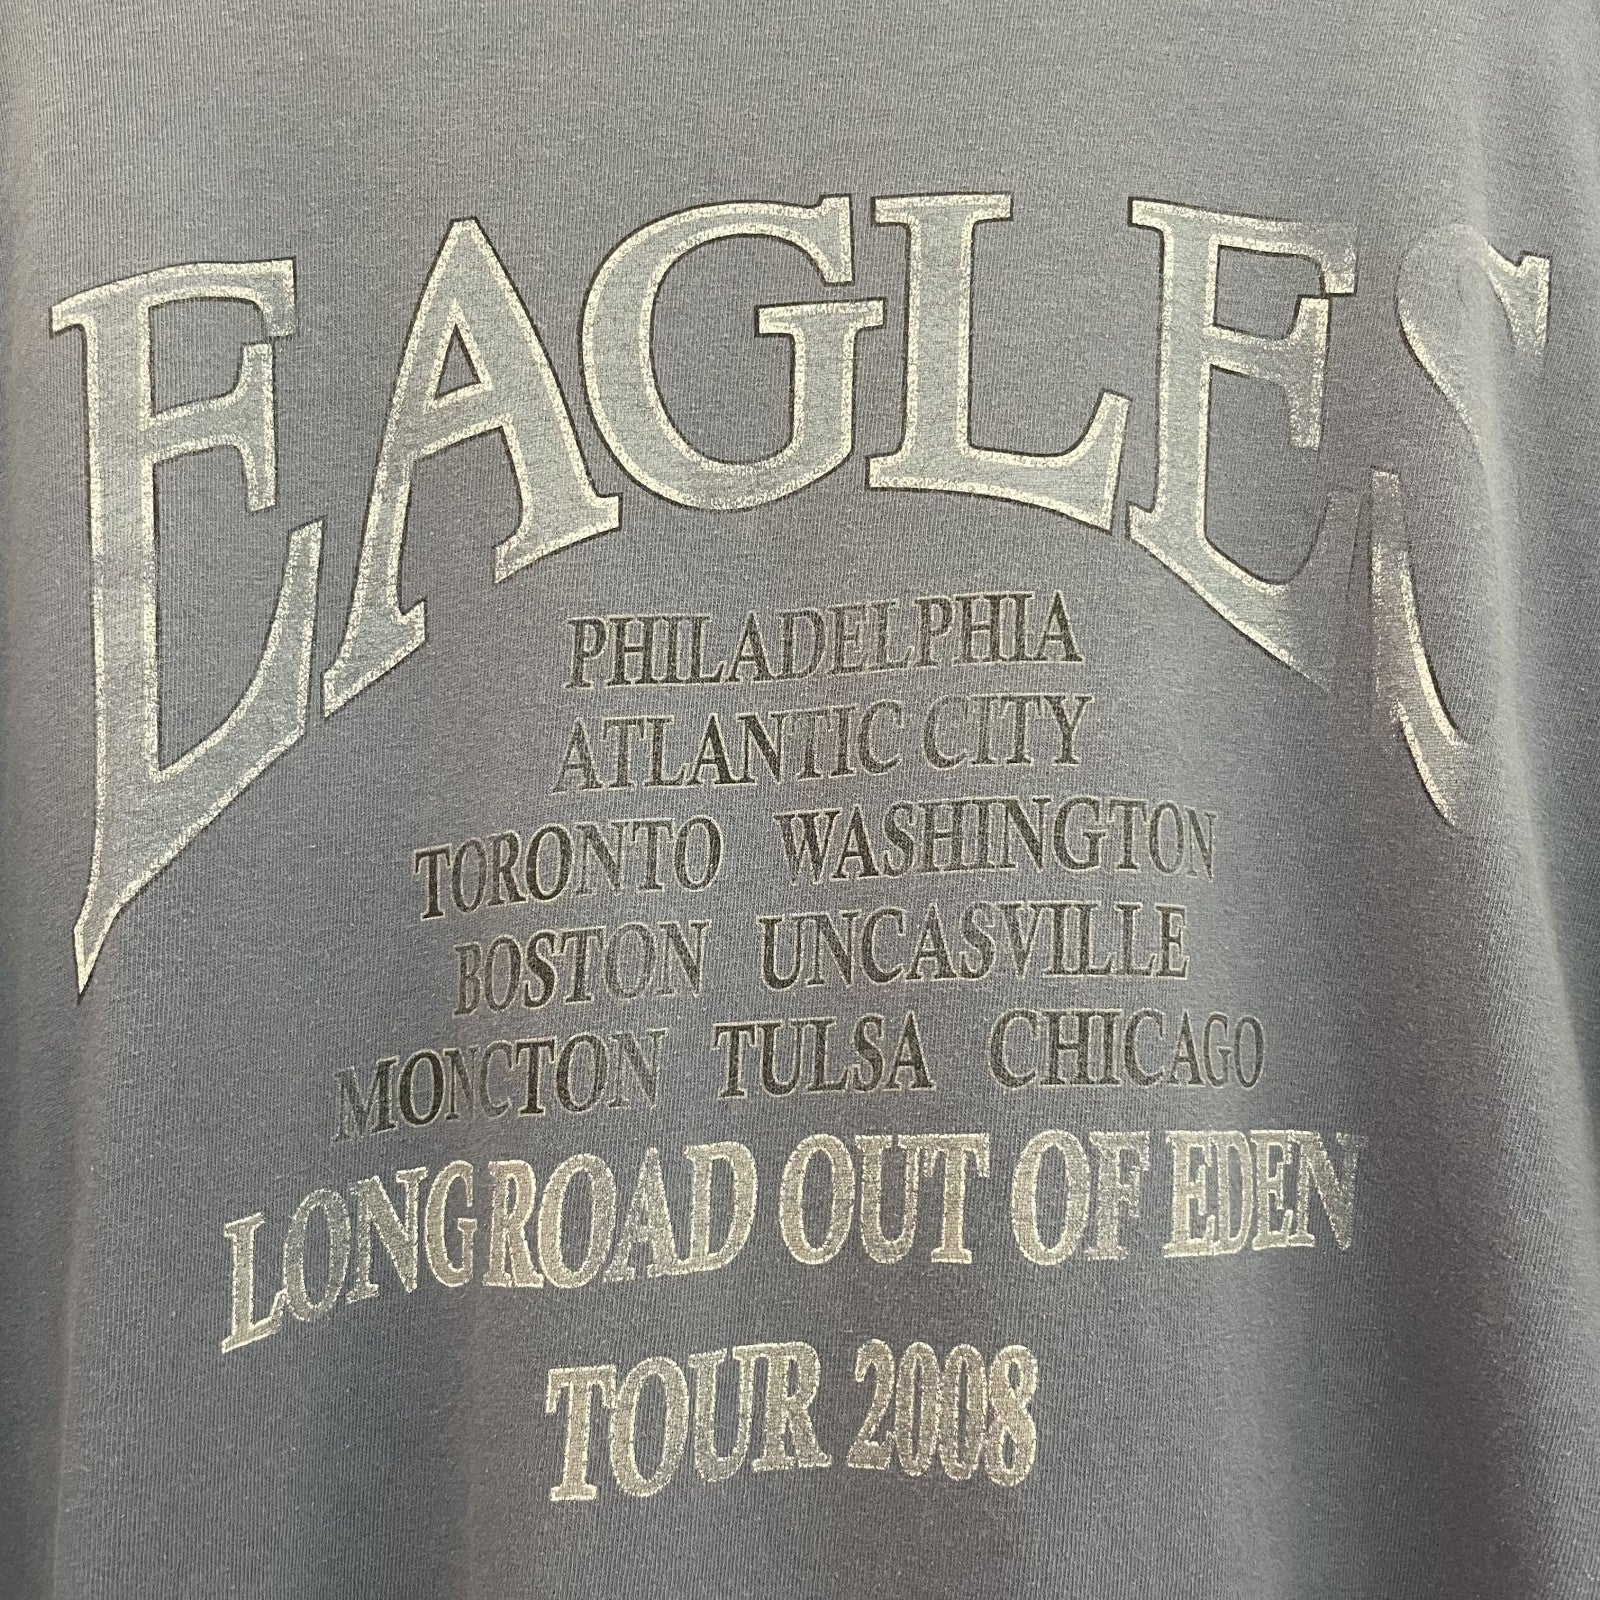 EAGLES
PHILADELPHIA
ATLANTIC CITY
TORONTO WASHINGTON
BOSTON UNCASVILLE
MONCTON TULSA CHICAGO
LONG ROAD OUT OF EDEN
TOUR 2008